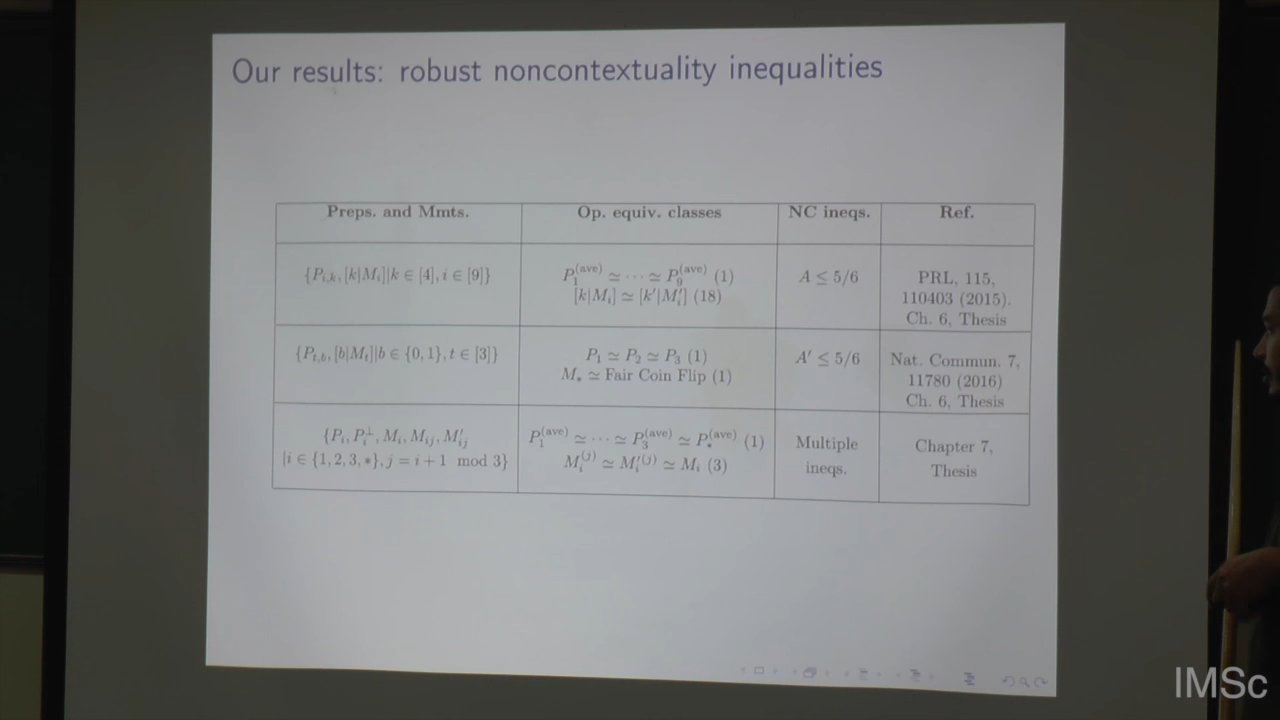 Our results: robust noncontextuality inequalities
Preps. and Mmts. Op. equiv. classes NC ineqs. Ref.
{P_{i,k}, [k|M_i]|k ∈ [4], i ∈ [9]} P_1^{(ave)} ≃ ⋯ ≃ P_9^{(ave)} (1) A ≤ 5/6 PRL, 115,
[k|M_i] ≃ [k′|M_i′] (18) 110403 (2015).
Ch. 6, Thesis
{P_{t,b}, [b|M_t]|b ∈ {0, 1}, t ∈ [3]} P_1 ≃ P_2 ≃ P_3 (1) A′ ≤ 5/6 Nat. Commun. 7,
M_* ≃ Fair Coin Flip (1) 11780 (2016)
Ch. 6, Thesis
{P_i, P_i^⊥, M_i, M_{ij}, M′_{ij} P_1^{(ave)} ≃ ⋯ ≃ P_3^{(ave)} ≃ P_*^{(ave)} (1) Multiple Chapter 7,
|i ∈ {1, 2, 3, *}, j = i + 1 mod 3} M_i^{(j)} ≃ M_i′^{(j)} ≃ M_i (3) ineqs. Thesis
IMSc